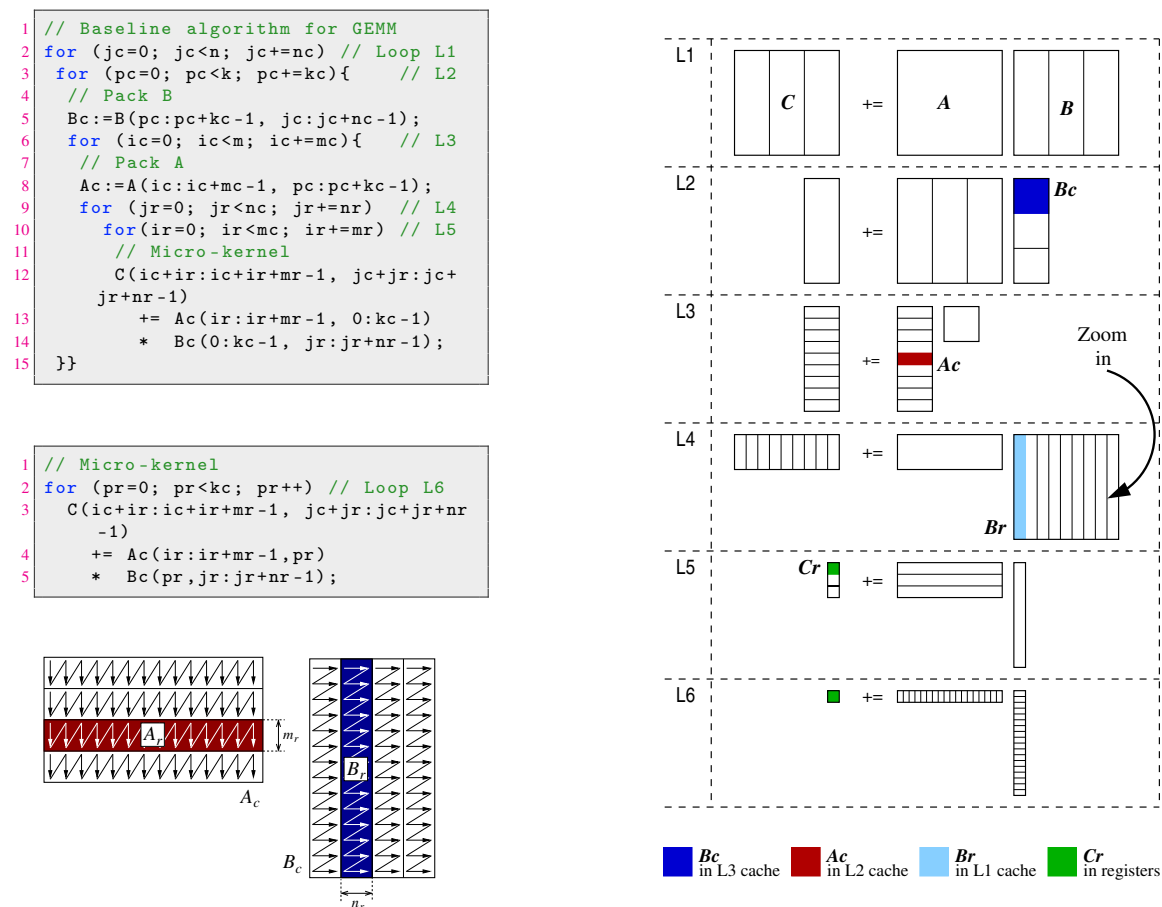 1 // Baseline algorithm for GEMM
2 for (jc=0; jc<n; jc+=nc) // Loop L1
3 for (pc=0; pc<k; pc+=kc){ // L2
4 // Pack B
5 Bc:=B(pc:pc+kc-1, jc:jc+nc-1);
6 for (ic=0; ic<m; ic+=mc){ // L3
7 // Pack A
8 Ac:=A(ic:ic+mc-1, pc:pc+kc-1);
9 for (jr=0; jr<nc; jr+=nr) // L4
10 for(ir=0; ir<mc; ir+=mr) // L5
11 // Micro-kernel
12 C(ic+ir:ic+ir+mr-1, jc+jr:jc+
jr+nr-1)
13 += Ac(ir:ir+mr-1, 0:kc-1)
14 * Bc(0:kc-1, jr:jr+nr-1);
15 }}
1 // Micro-kernel
2 for (pr=0; pr<kc; pr++) // Loop L6
3 C(ic+ir:ic+ir+mr-1, jc+jr:jc+jr+nr
-1)
4 += Ac(ir:ir+mr-1,pr)
5 * Bc(pr,jr:jr+nr-1);
A_r
m_r
A_c
B_r
B_c
n_r
L1
C += A B
L2
+= Bc
L3
+= Ac
Zoom
in
L4
+=
Br
L5
Cr +=
L6
+=
Bc
in L3 cache
Ac
in L2 cache
Br
in L1 cache
Cr
in registers